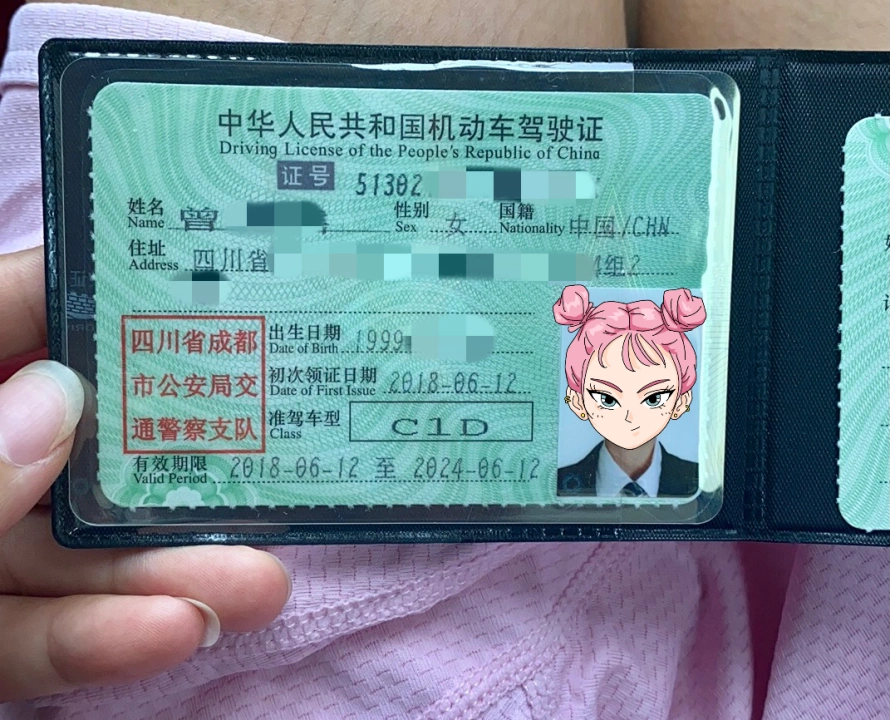 中华人民共和国机动车驾驶证
Driving License of the People's Republic of China
证号 51302
姓名 Name 曾 性别 Sex 女 国籍 Nationality 中国/CHN
住址 Address 四川省 组2
四川省成都
市公安局交
通警察支队
出生日期 Date of Birth 1999
初次领证日期 Date of First Issue 2018-06-12
准驾车型 Class C1D
有效期限 Valid Period 2018-06-12 至 2024-06-12